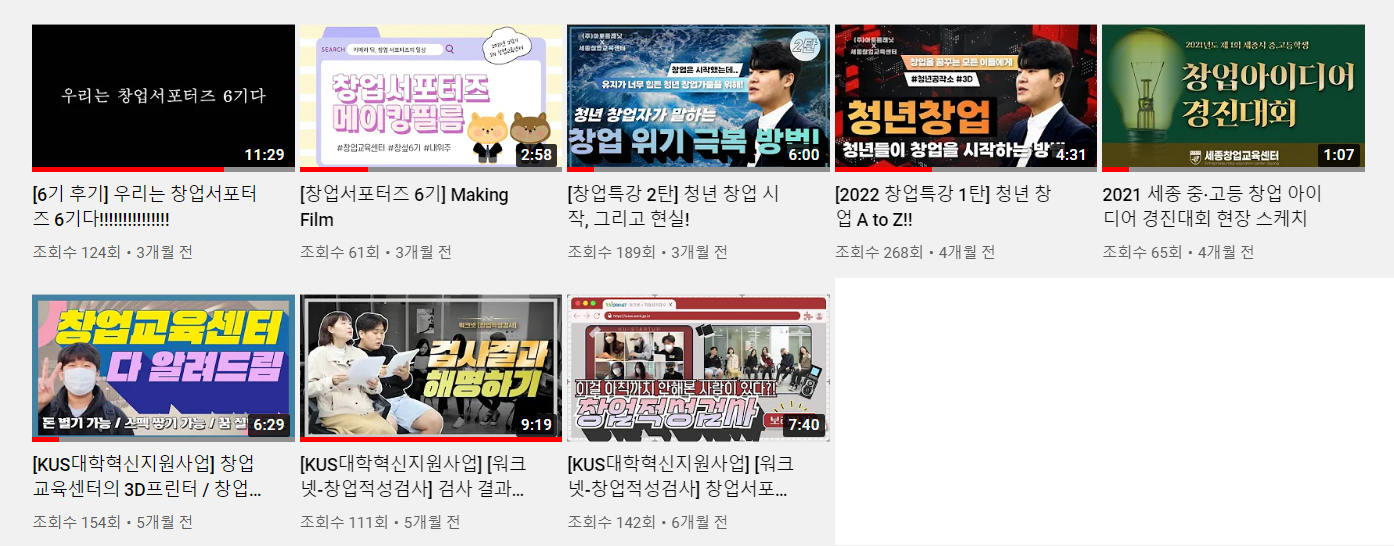 우리는 창업서포터즈 6기다
11:29
[6기 후기] 우리는 창업서포터
즈 6기다!!!!!!!!!!!!!!!
조회수 124회 • 3개월 전
SEARCH 카메라 뒤, 창업 서포터즈의 일상
창업서포터즈
메이킹필름
#창업교육센터 #창설6기 #내위주
2:58
[창업서포터즈 6기] Making
Film
조회수 61회 • 3개월 전
(주)아토플래닛
X
세종창업교육센터
2탄
창업은 시작했는데..
유지가 너무 힘든 청년 창업가들을 위해!
청년 창업자가 말하는
창업 위기 극복 방법!
6:00
[창업특강 2탄] 청년 창업 시
작, 그리고 현실!
조회수 189회 • 3개월 전
(주)아토플래닛
X
세종창업교육센터
창업을 꿈꾸는 모든 이들에게
#청년공작소 #3D
청년창업
청년들이 창업을 시작하는 방
4:31
[2022 창업특강 1탄] 청년 창
업 A to Z!!
조회수 268회 • 4개월 전
2021년도 제 1회 세종시 중.고등학생
창업아이디어
경진대회
세종창업교육센터
1:07
2021 세종 중·고등 창업 아이
디어 경진대회 현장 스케치
조회수 65회 • 4개월 전
창업교육센터
다 알려드림
돈 벌기 가능 / 스펙 쌓기 가능 / 꿈
6:29
[KUS대학혁신지원사업] 창업
교육센터의 3D프린터 / 창업...
조회수 154회 • 5개월 전
워크넷 [창업적성검사]
검사결과
해명하기
9:19
[KUS대학혁신지원사업] [워크
넷-창업적성검사] 검사 결과...
조회수 111회 • 5개월 전
KU-STARTUP
이걸 아직까지 안해본 사람이 있다?!
창업적성검사
7:40
[KUS대학혁신지원사업] [워크
넷-창업적성검사] 창업서포...
조회수 142회 • 6개월 전